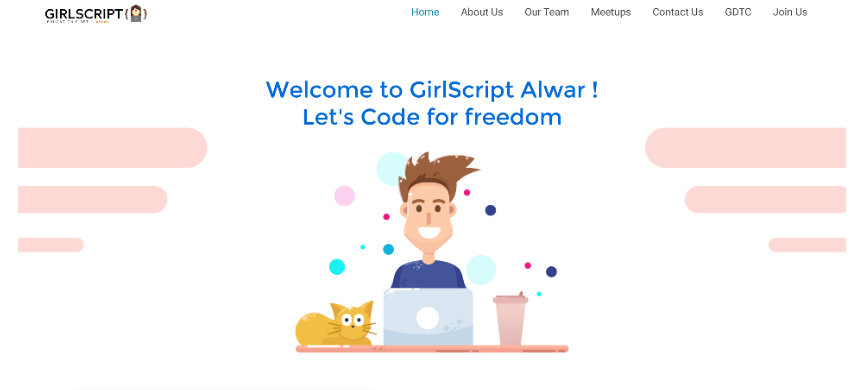 GIRLSCRIPT
Home About Us Our Team Meetups Contact Us GDTC Join Us
Welcome to GirlScript Alwar !
Let's Code for freedom